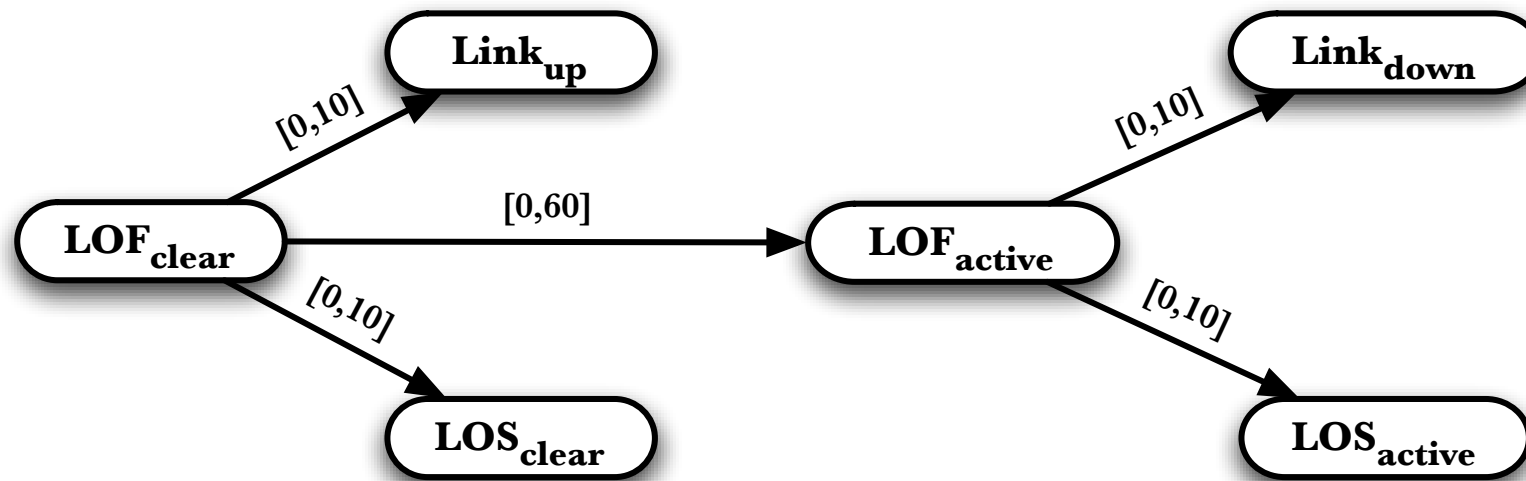 Link_up
Link_down
[0,10]
[0,10]
[0,60]
LOF_clear
LOF_active
[0,10]
[0,10]
LOS_clear
LOS_active